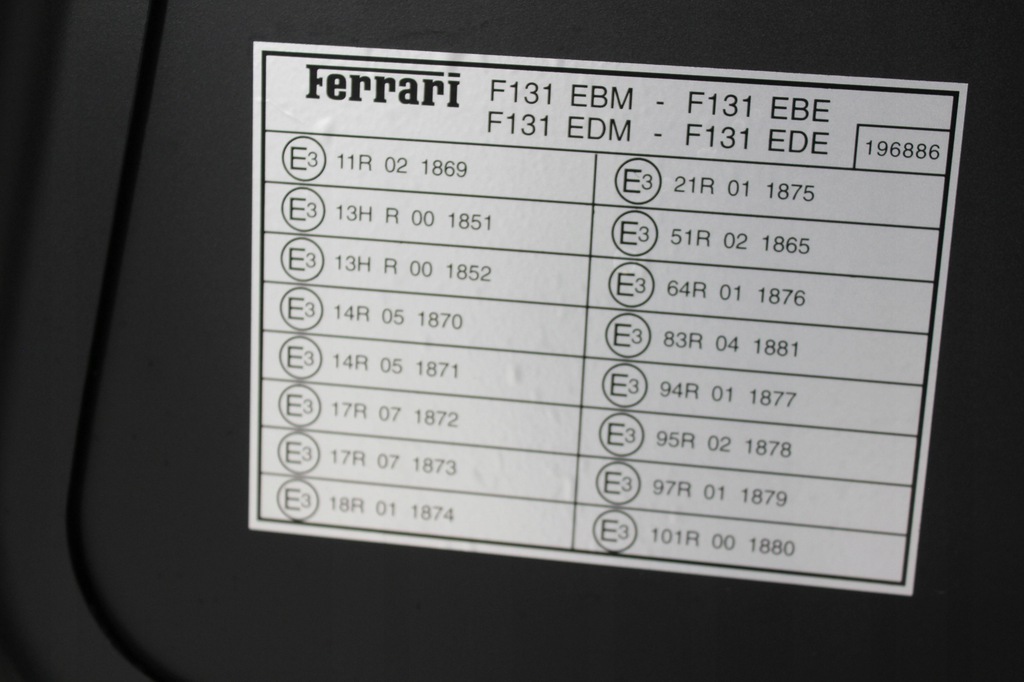 Ferrari F131 EBM - F131 EBE
F131 EDM - F131 EDE
196886
E3 11R 02 1869
E3 13H R 00 1851
E3 13H R 00 1852
E3 14R 05 1870
E3 14R 05 1871
E3 17R 07 1872
E3 17R 07 1873
E3 18R 01 1874
E3 21R 01 1875
E3 51R 02 1865
E3 64R 01 1876
E3 83R 04 1881
E3 94R 01 1877
E3 95R 02 1878
E3 97R 01 1879
E3 101R 00 1880